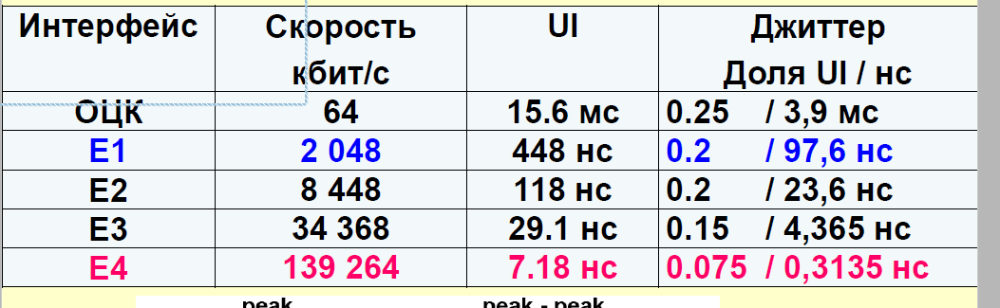 Интерфейс Скорость кбит/с UI Джиттер Доля UI / нс
ОЦК 64 15.6 мс 0.25 / 3,9 мс
E1 2 048 448 нс 0.2 / 97,6 нс
E2 8 448 118 нс 0.2 / 23,6 нс
E3 34 368 29.1 нс 0.15 / 4,365 нс
E4 139 264 7.18 нс 0.075 / 0,3135 нс
peak peak - peak